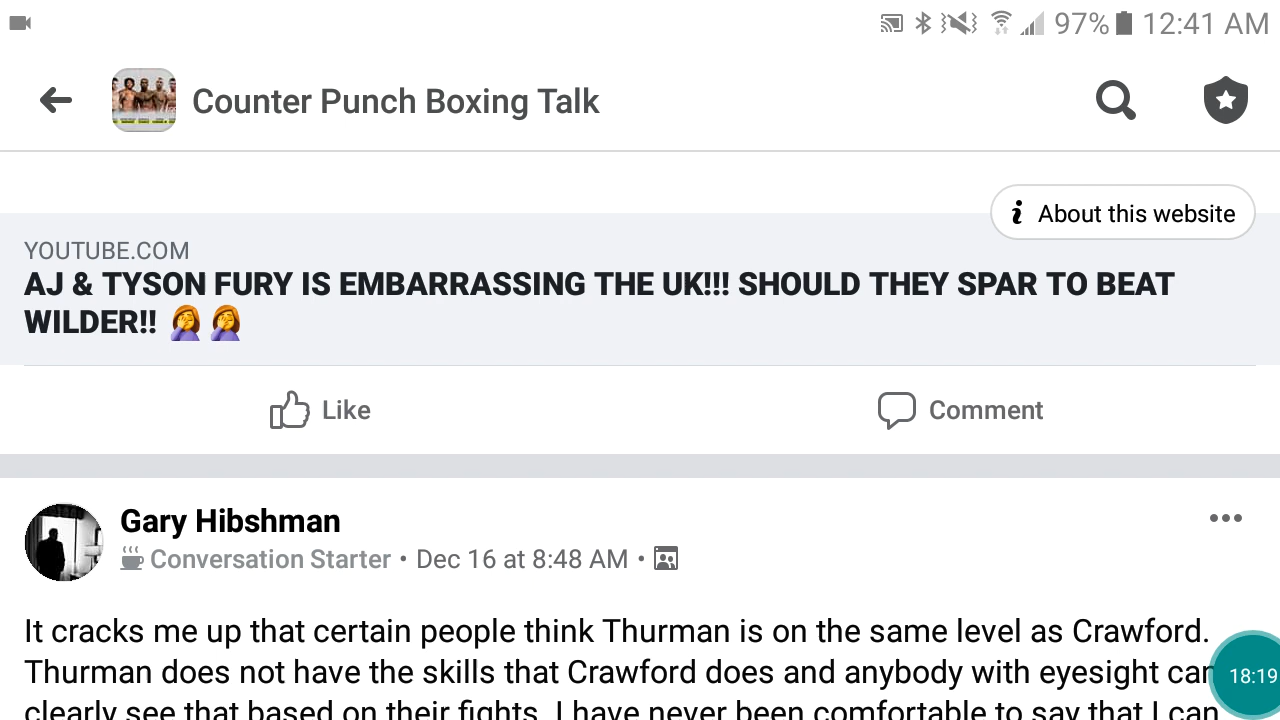 97% 12:41 AM
Counter Punch Boxing Talk
About this website
YOUTUBE.COM
AJ & TYSON FURY IS EMBARRASSING THE UK!!! SHOULD THEY SPAR TO BEAT
WILDER!! 🤦‍♀️🤦‍♀️
Like Comment
Gary Hibshman
Conversation Starter • Dec 16 at 8:48 AM •
It cracks me up that certain people think Thurman is on the same level as Crawford.
Thurman does not have the skills that Crawford does and anybody with eyesight can
18:19
clearly see that based on their fights. I have never been comfortable to say that I can